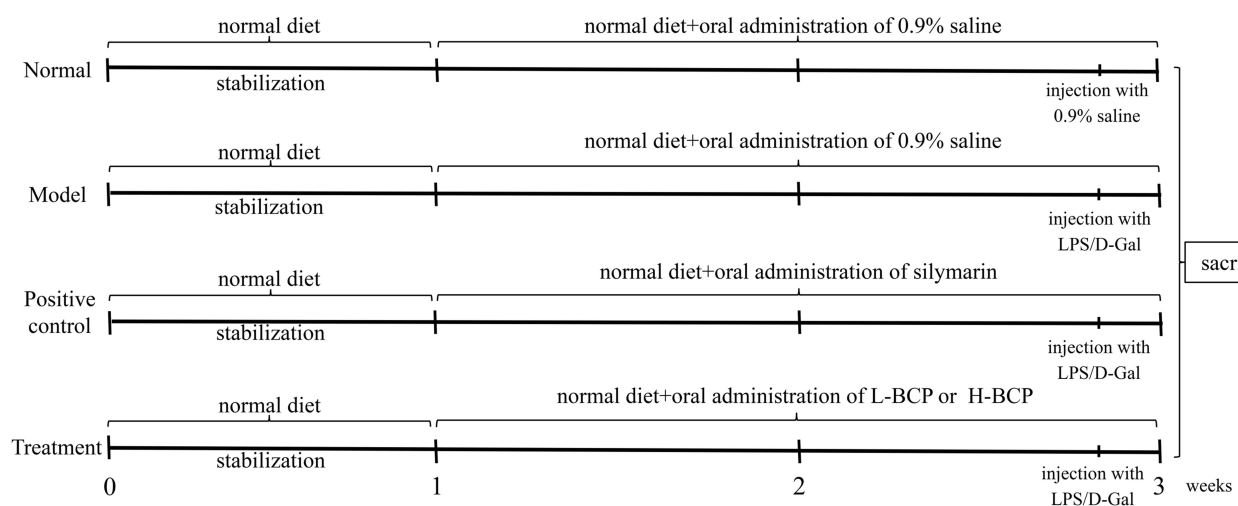 normal diet
normal diet+oral administration of 0.9% saline
Normal
stabilization
injection with
0.9% saline
normal diet
normal diet+oral administration of 0.9% saline
Model
stabilization
injection with
LPS/D-Gal
sacr
normal diet
normal diet+oral administration of silymarin
Positive
control
stabilization
injection with
LPS/D-Gal
normal diet
normal diet+oral administration of L-BCP or H-BCP
Treatment
stabilization
injection with
LPS/D-Gal
0 1 2 3 weeks